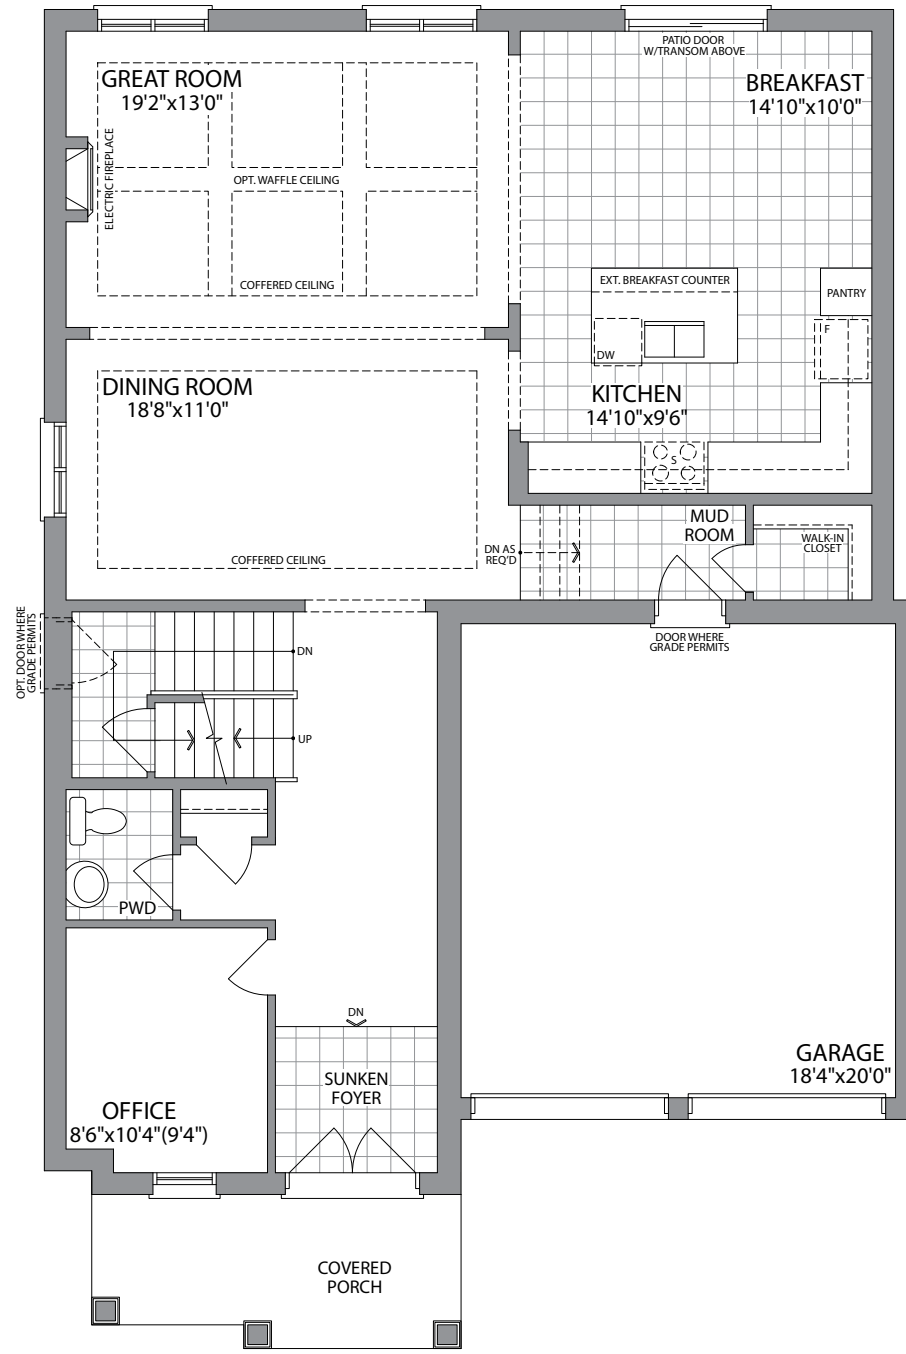 PATIO DOOR
W/TRANSOM ABOVE
GREAT ROOM
19'2"x13'0"
BREAKFAST
14'10"x10'0"
ELECTRIC FIREPLACE
OPT. WAFFLE CEILING
COFFERED CEILING
EXT. BREAKFAST COUNTER
PANTRY
F
DW
DINING ROOM
18'8"x11'0"
KITCHEN
14'10"x9'6"
S
COFFERED CEILING
MUD
ROOM
DN AS
REQ'D
WALK-IN
CLOSET
OPT. DOOR WHERE
GRADE PERMITS
DN
DOOR WHERE
GRADE PERMITS
UP
PWD
DN
SUNKEN
FOYER
GARAGE
18'4"x20'0"
OFFICE
8'6"x10'4"(9'4")
COVERED
PORCH